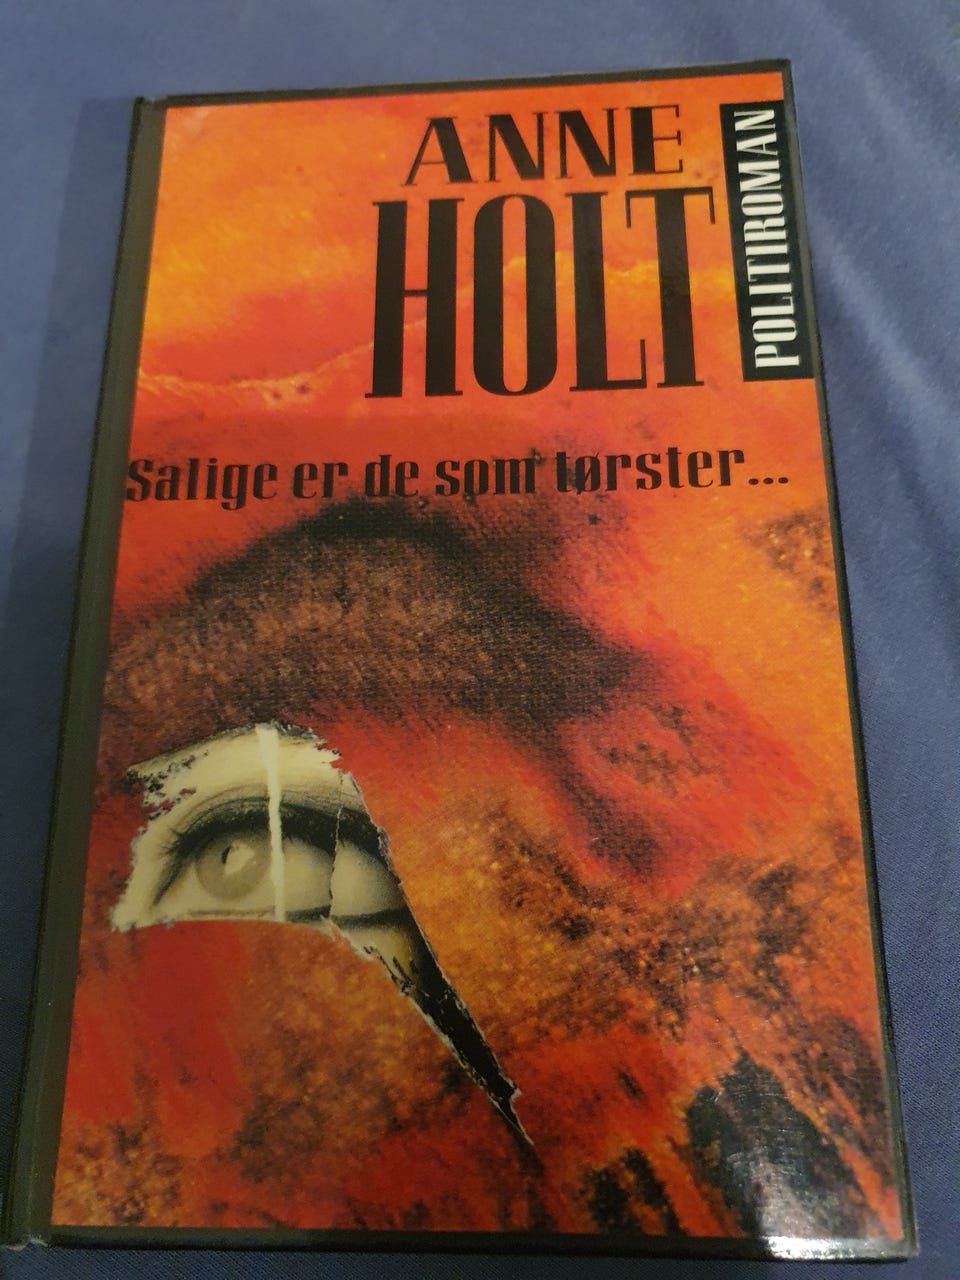 ANNE
HOLT
POLITIROMAN
Salige er de som tørster...